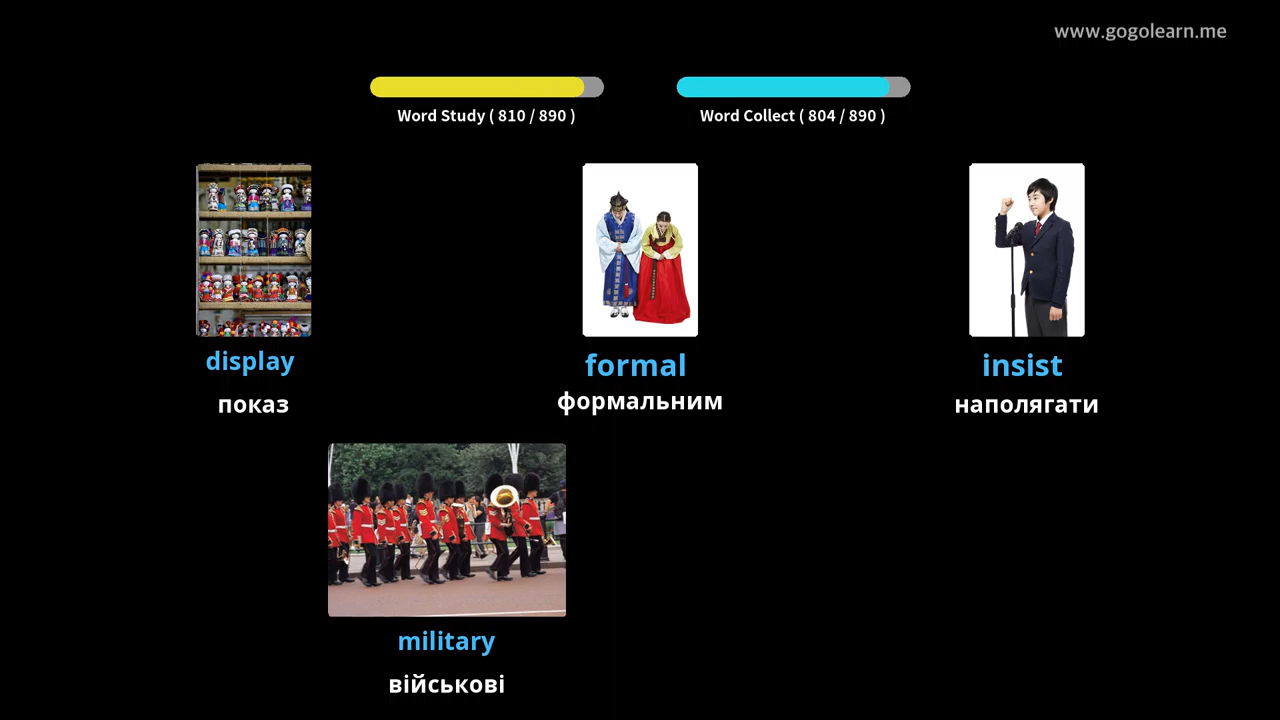 www.gogolearn.me
Word Study ( 810 / 890 )
Word Collect ( 804 / 890 )
display
formal
insist
показ
формальним
наполягати
military
військові